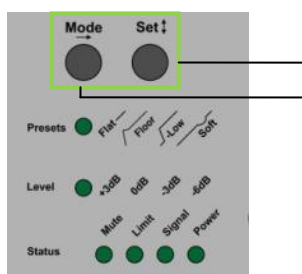 Mode Set
Presets Flat Floor -Low Soft
Level +3dB 0dB -3dB -6dB
Status Mute Limit Signal Power